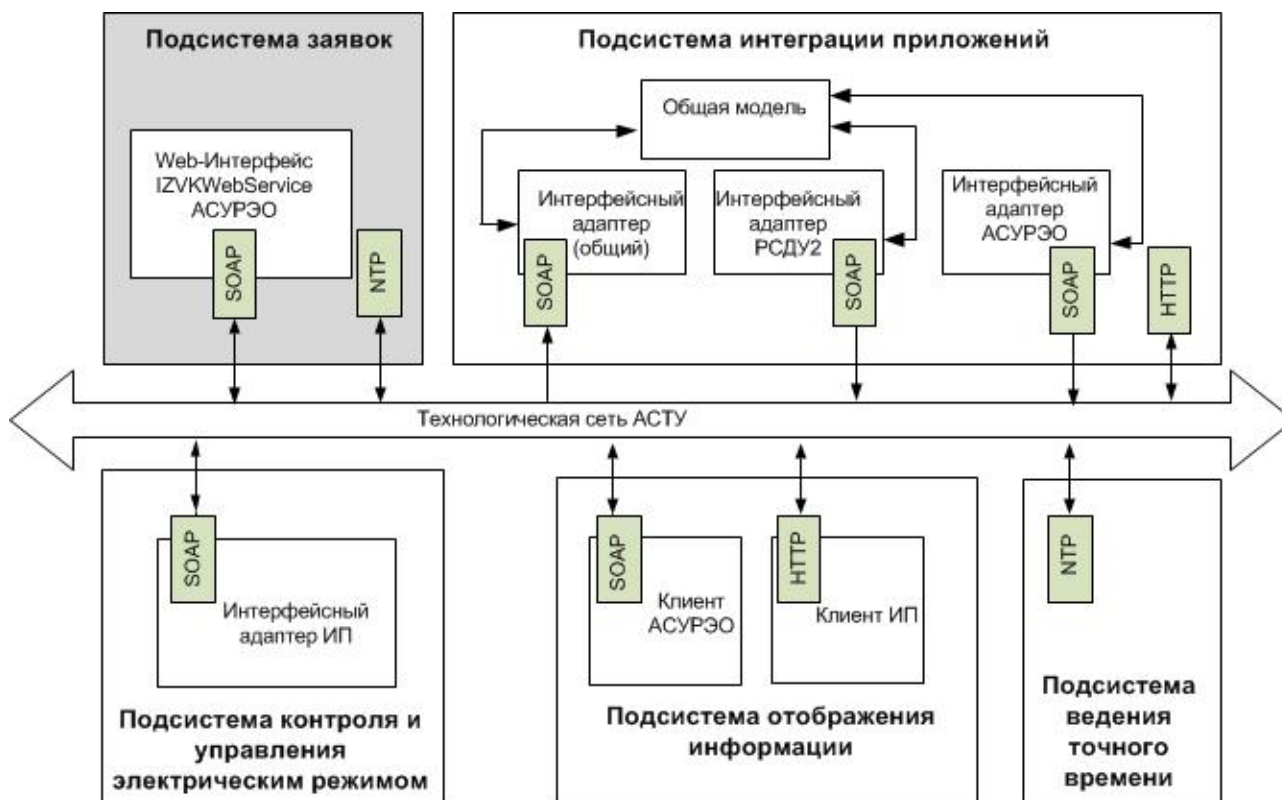 Подсистема заявок
Web-Интерфейс
IZVKWebService
АСУРЭО
SOAP
NTP
Подсистема интеграции приложений
Общая модель
Интерфейсный
адаптер
(общий)
SOAP
Интерфейсный
адаптер
РСДУ2
SOAP
Интерфейсный
адаптер
АСУРЭО
SOAP
HTTP
Технологическая сеть АСТУ
SOAP
Интерфейсный
адаптер ИП
Подсистема контроля и
управления
электрическим режимом
SOAP
Клиент
АСУРЭО
HTTP
Клиент ИП
Подсистема отображения
информации
NTP
Подсистема
ведения
точного
времени